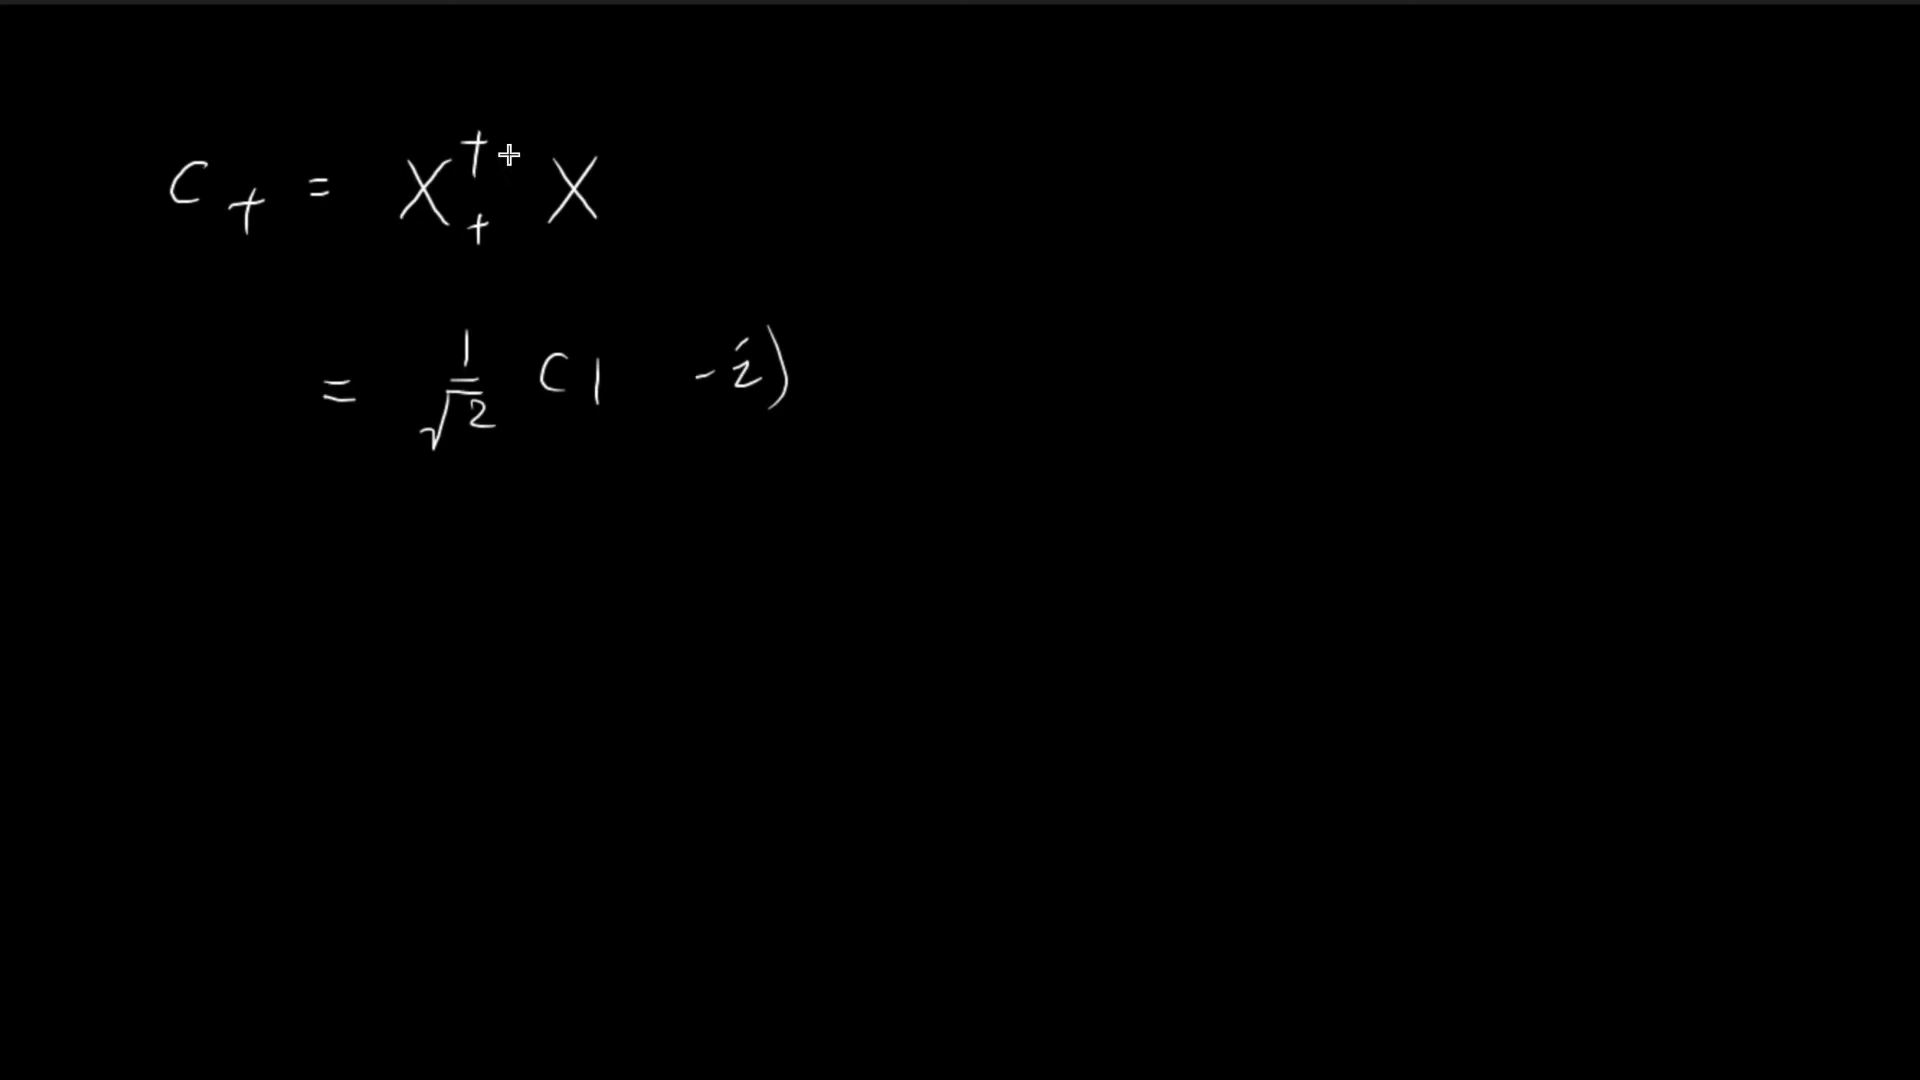 C₊ = X₊† X
= 1/√2 (1 -i)